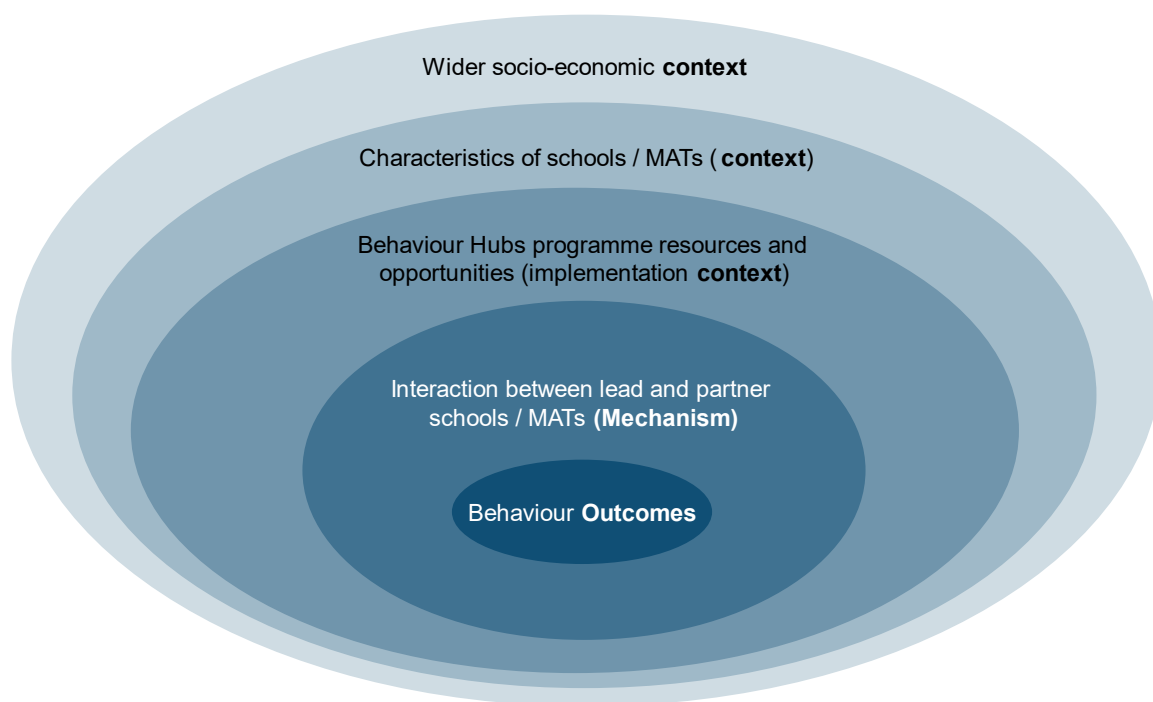 Wider socio-economic context
Characteristics of schools / MATs ( context)
Behaviour Hubs programme resources and
opportunities (implementation context)
Interaction between lead and partner
schools / MATs (Mechanism)
Behaviour Outcomes